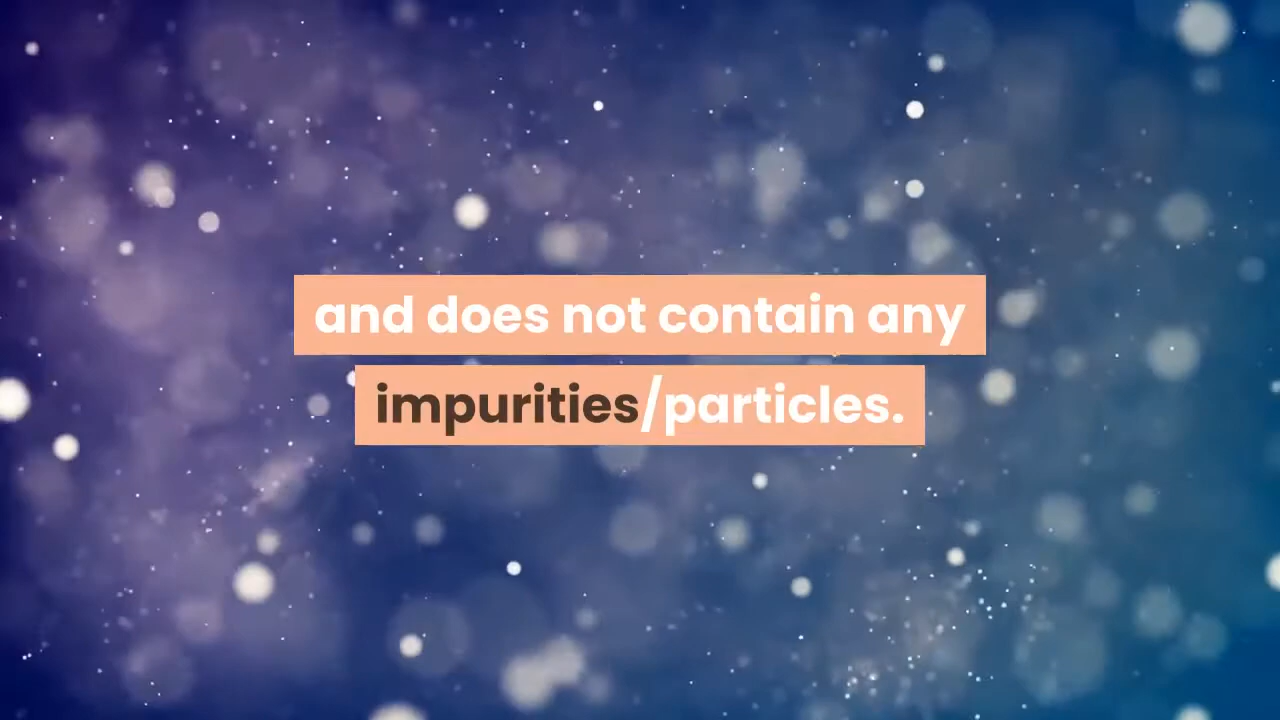 and does not contain any
impurities/particles.